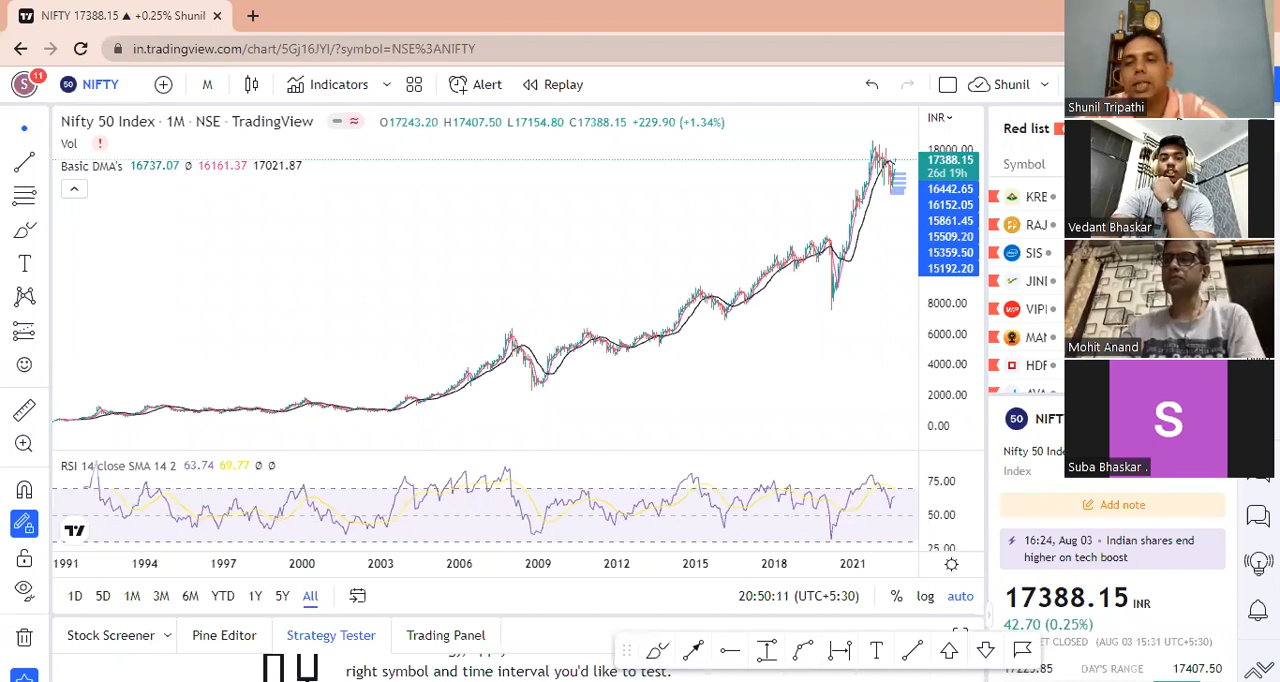 NIFTY 17388.15 ▲ +0.25% Shunil
in.tradingview.com/chart/5Gj16JYI/?symbol=NSE%3ANIFTY
S 11 50 NIFTY M Indicators Alert Replay Shunil
Nifty 50 Index · 1M · NSE · TradingView O17243.20 H17407.50 L17154.80 C17388.15 +229.90 (+1.34%)
Vol !
Basic DMA's 16737.07 Ø 16161.37 17021.87
INR
18000.00
17388.15
26d 19h
16442.65
16152.05
15861.45
15509.20
15359.50
15192.20
8000.00
6000.00
4000.00
2000.00
0.00
RSI 14 close SMA 14 2 63.74 69.77 Ø Ø
75.00
50.00
25.00
1991 1994 1997 2000 2003 2006 2009 2012 2015 2018 2021
1D 5D 1M 3M 6M YTD 1Y 5Y All
20:50:11 (UTC+5:30) % log auto
Stock Screener Pine Editor Strategy Tester Trading Panel
right symbol and time interval you'd like to test.
Red list
Symbol
KRE
RAJ
SIS
JINI
VIPI
MAN
HDF
50 NIFT
Nifty 50 Inde
Index
Add note
16:24, Aug 03 • Indian shares end
higher on tech boost
17388.15 INR
42.70 (0.25%)
ET CLOSED (AUG 03 15:31 UTC+5:30)
DAY'S RANGE 17407.50
Shunil Tripathi
Vedant Bhaskar
Mohit Anand
S
Suba Bhaskar .